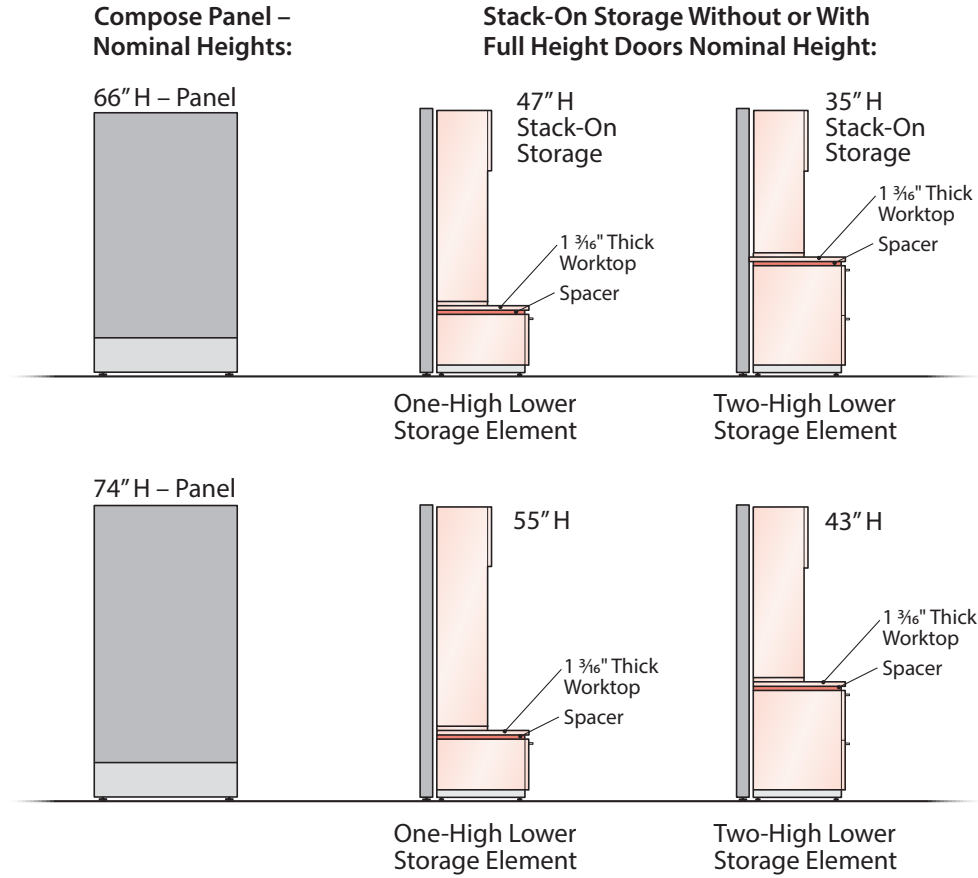 Compose Panel –
Nominal Heights:
Stack-On Storage Without or With
Full Height Doors Nominal Height:
66” H – Panel
47” H
Stack-On
Storage
1 ³⁄₁₆" Thick
Worktop
Spacer
35” H
Stack-On
Storage
1 ³⁄₁₆" Thick
Worktop
Spacer
One-High Lower
Storage Element
Two-High Lower
Storage Element
74” H – Panel
55” H
1 ³⁄₁₆" Thick
Worktop
Spacer
43” H
1 ³⁄₁₆" Thick
Worktop
Spacer
One-High Lower
Storage Element
Two-High Lower
Storage Element